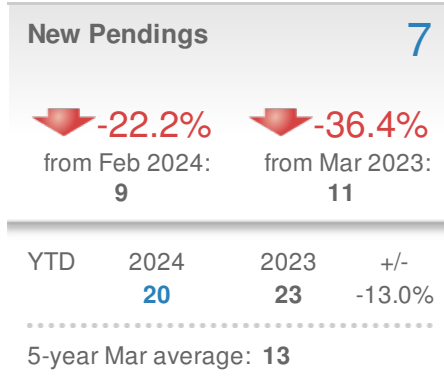 New Pendings 7
-22.2% -36.4%
from Feb 2024: from Mar 2023:
9 11
YTD 2024 2023 +/-
20 23 -13.0%
5-year Mar average: 13